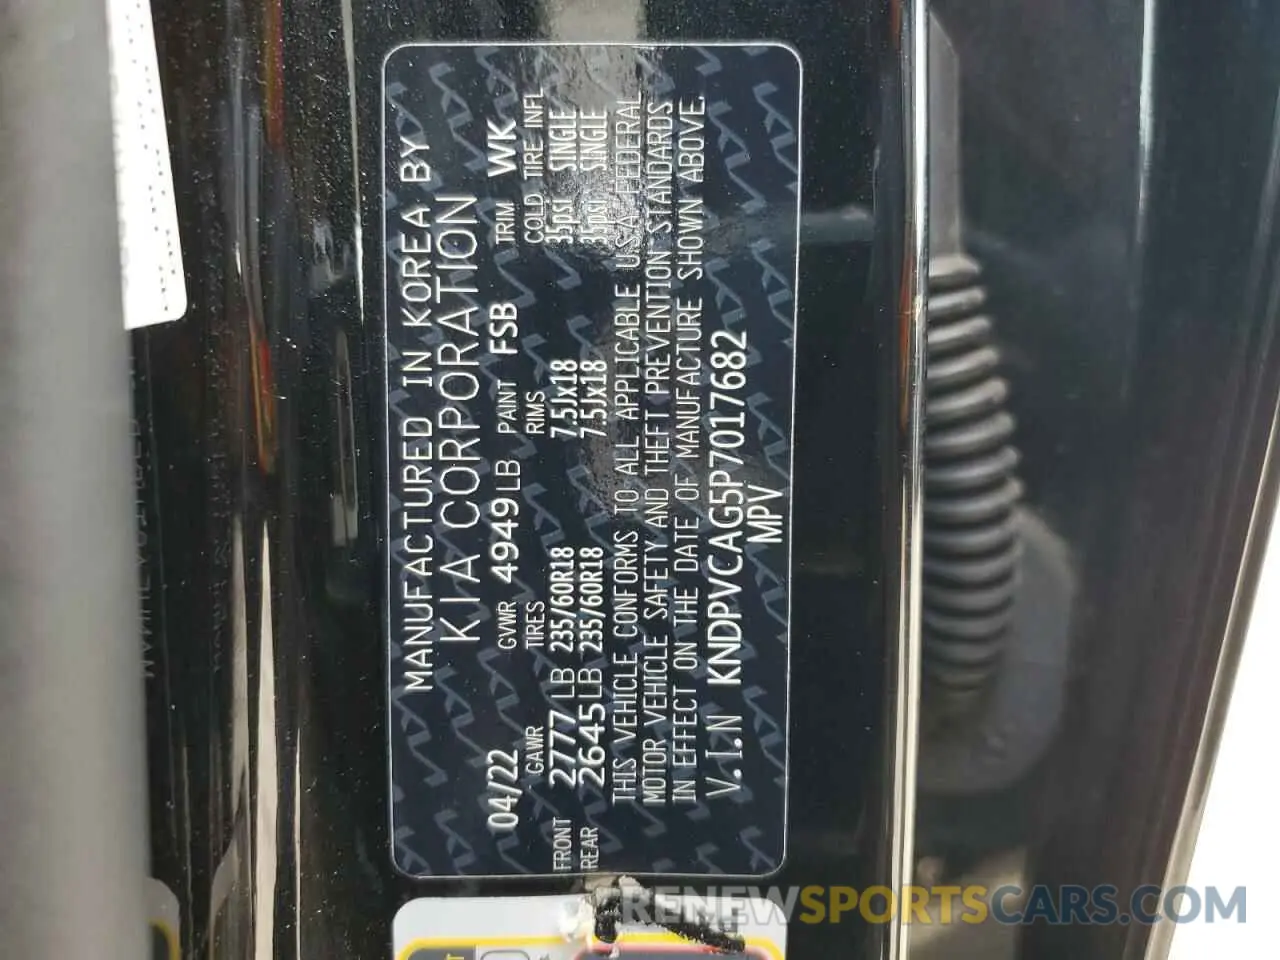 MANUFACTURED IN KOREA BY
KIA CORPORATION
04/22 GVWR 4949LB PAINT FSB TRIM WK
GAWR TIRES RIMS COLD TIRE INFL
FRONT 2777LB 235/60R18 7.5Jx18 35psi SINGLE
REAR 2645LB 235/60R18 7.5Jx18 35psi SINGLE
THIS VEHICLE CONFORMS TO ALL APPLICABLE U.S.A FEDERAL
MOTOR VEHICLE SAFETY AND THEFT PREVENTION STANDARDS
IN EFFECT ON THE DATE OF MANUFACTURE SHOWN ABOVE.
V.I.N KNDPVCAG5P7017682
MPV
RENEWSPORTSCARS.COM